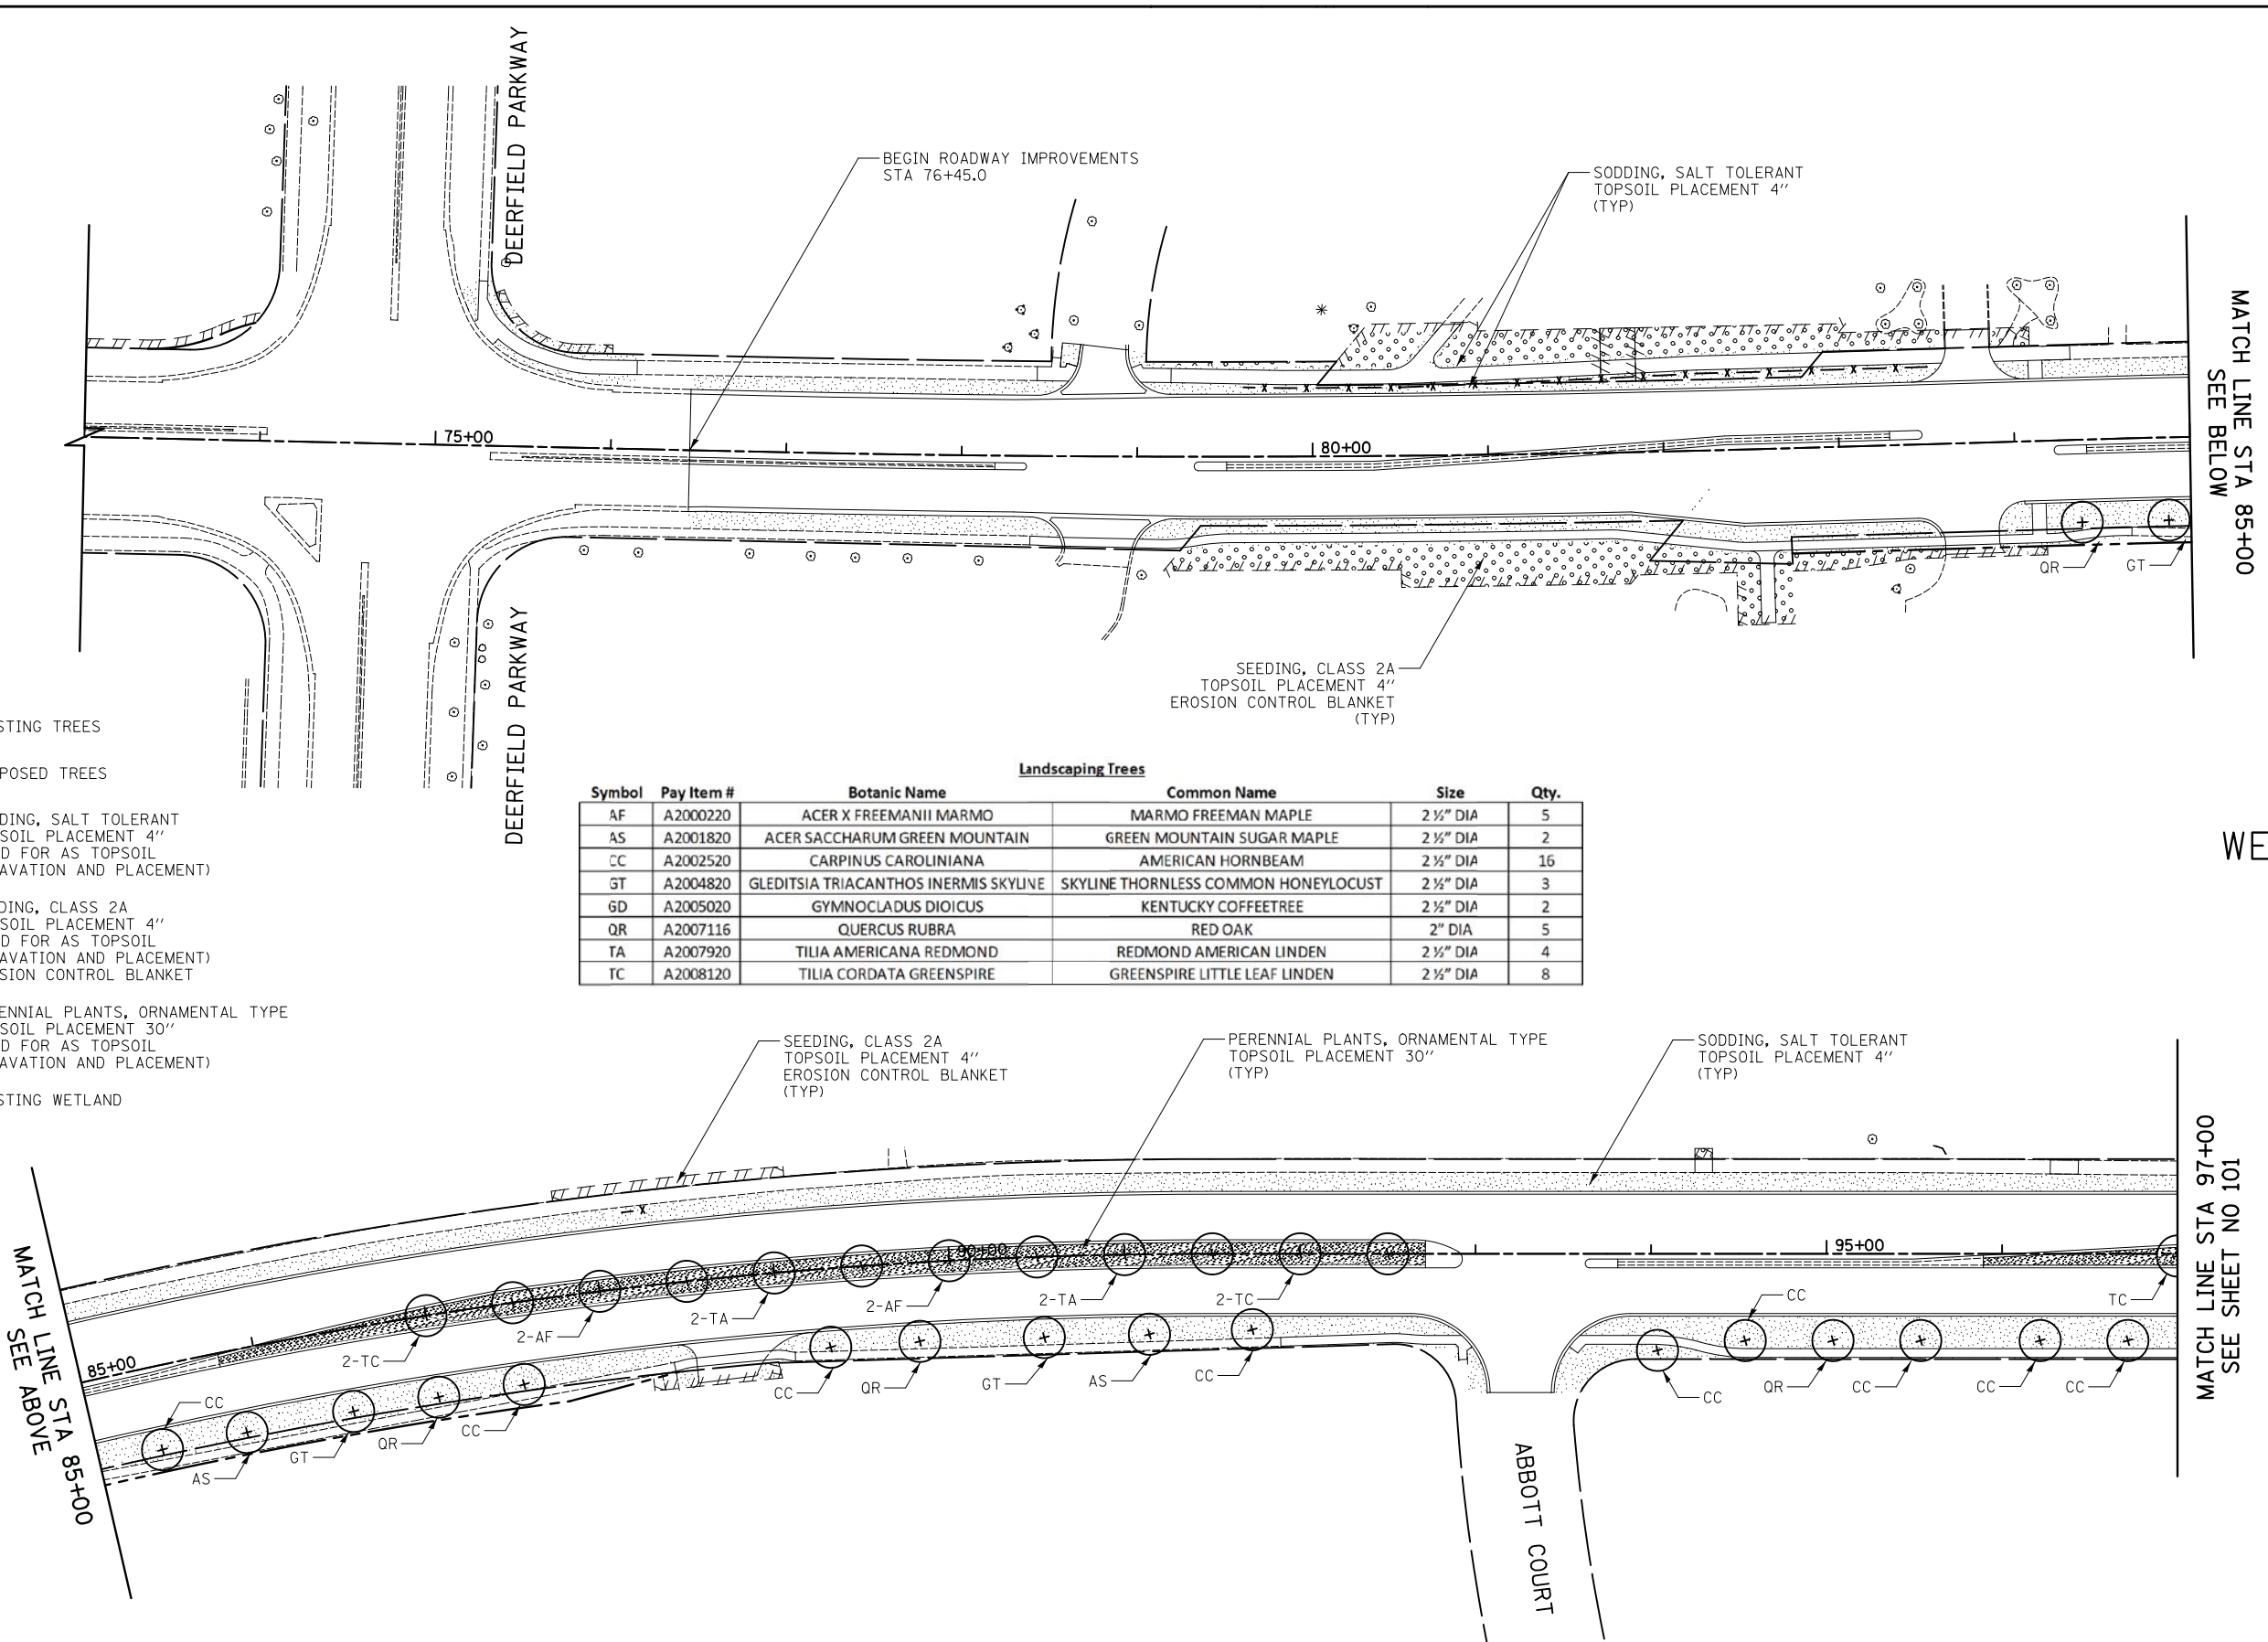 DEERFIELD PARKWAY
BEGIN ROADWAY IMPROVEMENTS
STA 76+45.0
SODDING, SALT TOLERANT
TOPSOIL PLACEMENT 4"
(TYP)
75+00
80+00
MATCH LINE STA 85+00
SEE BELOW
QR
GT
DEERFIELD PARKWAY
SEEDING, CLASS 2A
TOPSOIL PLACEMENT 4"
EROSION CONTROL BLANKET
(TYP)
STING TREES
POSED TREES
DING, SALT TOLERANT
SOIL PLACEMENT 4"
D FOR AS TOPSOIL
AVATION AND PLACEMENT)
DING, CLASS 2A
SOIL PLACEMENT 4"
D FOR AS TOPSOIL
AVATION AND PLACEMENT)
SION CONTROL BLANKET
ENNIAL PLANTS, ORNAMENTAL TYPE
SOIL PLACEMENT 30"
D FOR AS TOPSOIL
AVATION AND PLACEMENT)
STING WETLAND
WE
Landscaping Trees
Symbol Pay Item # Botanic Name Common Name Size Qty.
AF A2000220 ACER X FREEMANII MARMO MARMO FREEMAN MAPLE 2 ½" DIA 5
AS A2001820 ACER SACCHARUM GREEN MOUNTAIN GREEN MOUNTAIN SUGAR MAPLE 2 ½" DIA 2
CC A2002520 CARPINUS CAROLINIANA AMERICAN HORNBEAM 2 ½" DIA 16
GT A2004820 GLEDITSIA TRIACANTHOS INERMIS SKYLINE SKYLINE THORNLESS COMMON HONEYLOCUST 2 ½" DIA 3
GD A2005020 GYMNOCLADUS DIOICUS KENTUCKY COFFEETREE 2 ½" DIA 2
QR A2007116 QUERCUS RUBRA RED OAK 2" DIA 5
TA A2007920 TILIA AMERICANA REDMOND REDMOND AMERICAN LINDEN 2 ½" DIA 4
TC A2008120 TILIA CORDATA GREENSPIRE GREENSPIRE LITTLE LEAF LINDEN 2 ½" DIA 8
SEEDING, CLASS 2A
TOPSOIL PLACEMENT 4"
EROSION CONTROL BLANKET
(TYP)
PERENNIAL PLANTS, ORNAMENTAL TYPE
TOPSOIL PLACEMENT 30"
(TYP)
SODDING, SALT TOLERANT
TOPSOIL PLACEMENT 4"
(TYP)
MATCH LINE STA 85+00
SEE ABOVE
85+00
90+00
95+00
2-TC
2-AF
2-TA
2-AF
2-TA
2-TC
TC
CC
AS
GT
QR
CC
CC
QR
GT
AS
CC
CC
CC
QR
CC
CC
CC
ABBOTT COURT
MATCH LINE STA 97+00
SEE SHEET NO 101